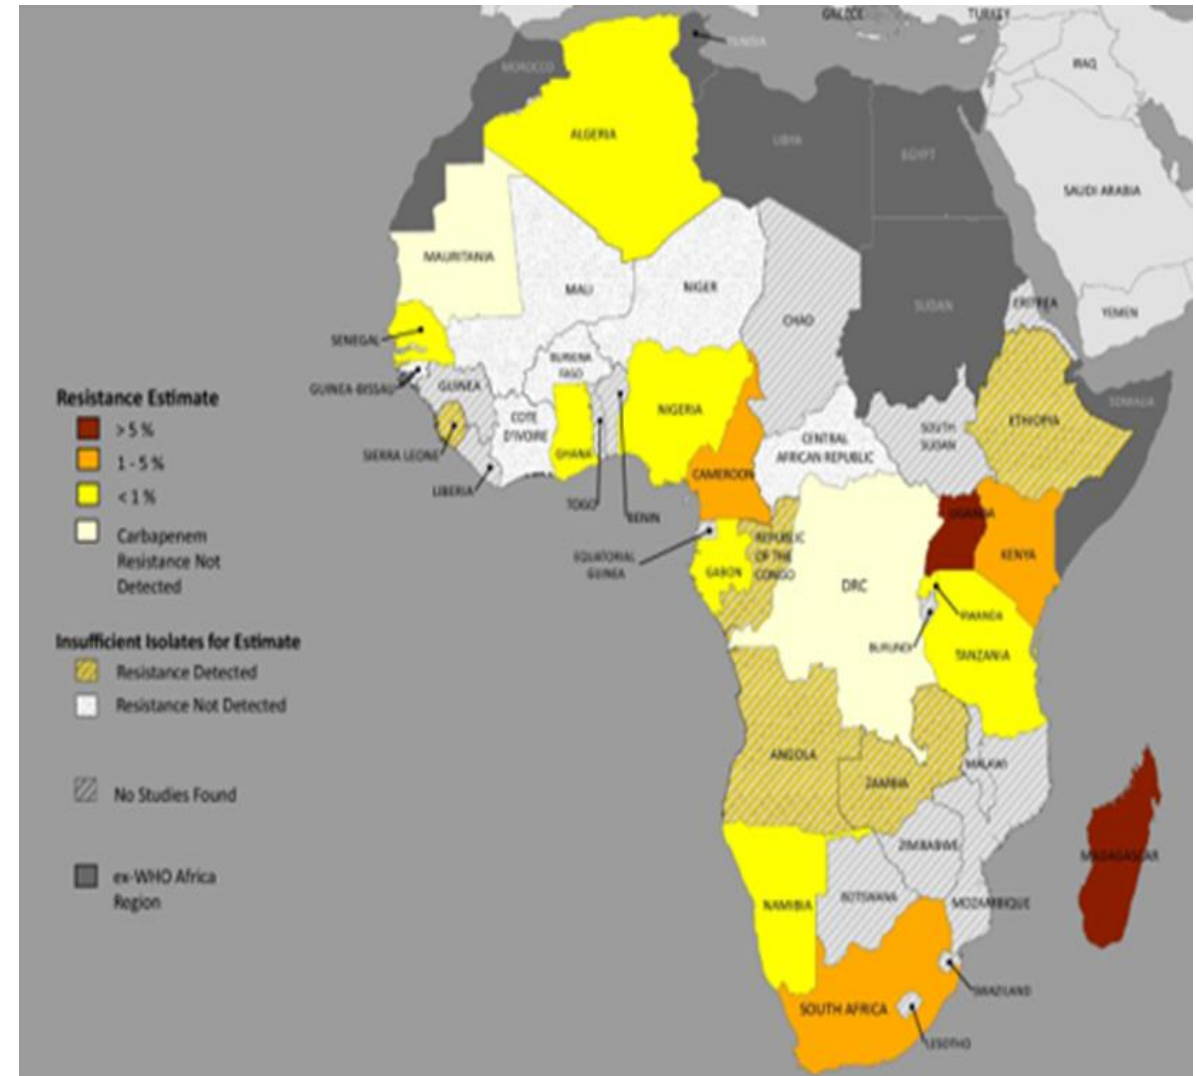 GREECE
TURKEY
TUNISIA
MOROCCO
IRAQ
ALGERIA
LIBYA
EGYPT
SAUDI ARABIA
MAURITANIA
MALI
NIGER
CHAD
SUDAN
ERITREA
YEMEN
SENEGAL
GUINEA-BISSAU
GUINEA
BURKINA
FASO
NIGERIA
SOMALIA
COTE
D'IVOIRE
GHANA
SIERRA LEONE
LIBERIA
TOGO
BENIN
CAMEROON
CENTRAL
AFRICAN REPUBLIC
SOUTH
SUDAN
ETHIOPIA
UGANDA
KENYA
EQUATORIAL
GUINEA
GABON
REPUBLIC
OF THE
CONGO
DRC
RWANDA
BURUNDI
TANZANIA
ANGOLA
ZAMBIA
MALAWI
ZIMBABWE
MADAGASCAR
NAMIBIA
BOTSWANA
MOZAMBIQUE
SWAZILAND
SOUTH AFRICA
LESOTHO
Resistance Estimate
> 5 %
1 - 5 %
< 1 %
Carbapenem
Resistance Not
Detected
Insufficient Isolates for Estimate
Resistance Detected
Resistance Not Detected
No Studies Found
ex-WHO Africa
Region